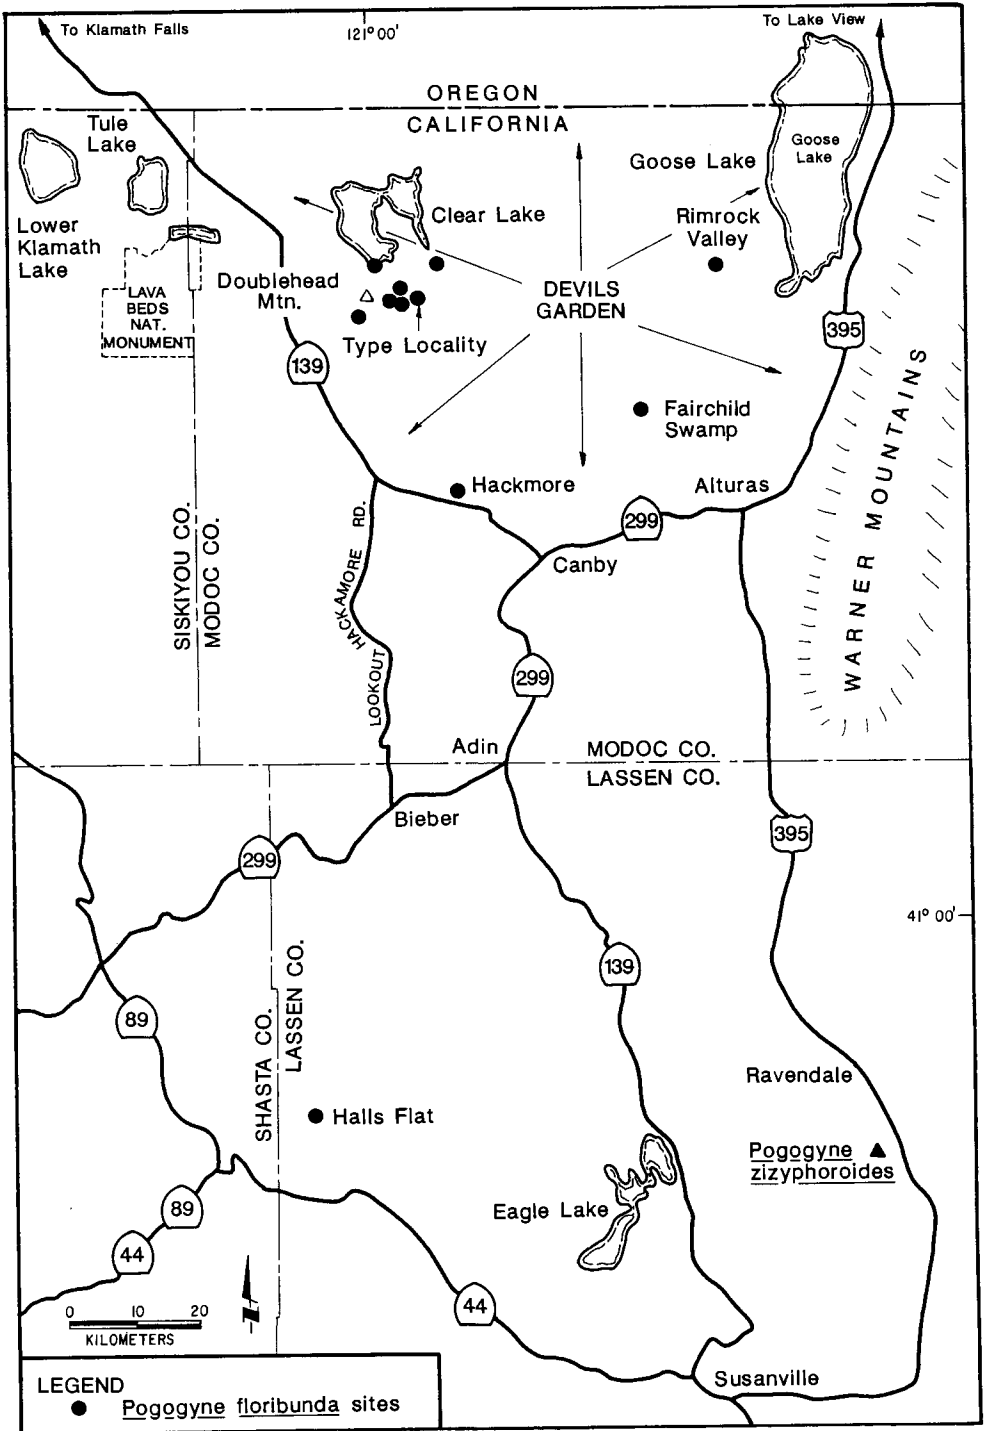 To Klamath Falls
121° 00'
To Lake View
OREGON
CALIFORNIA
Tule
Lake
Goose
Lake
Goose Lake
Clear Lake
Rimrock
Valley
Lower
Klamath
Lake
Doublehead
Mtn.
DEVILS
GARDEN
LAVA
BEDS
NAT.
MONUMENT
Type Locality
395
139
Fairchild
Swamp
WARNER MOUNTAINS
Hackmore
Alturas
299
Canby
SISKIYOU CO.
MODOC CO.
LOOKOUT HACKAMORE RD.
299
Adin
MODOC CO.
LASSEN CO.
Bieber
395
299
41° 00'
139
SHASTA CO.
LASSEN CO.
89
Ravendale
Halls Flat
Pogogyne
zizyphoroides
Eagle Lake
89
44
44
0 10 20
KILOMETERS
N
Susanville
LEGEND
Pogogyne floribunda sites